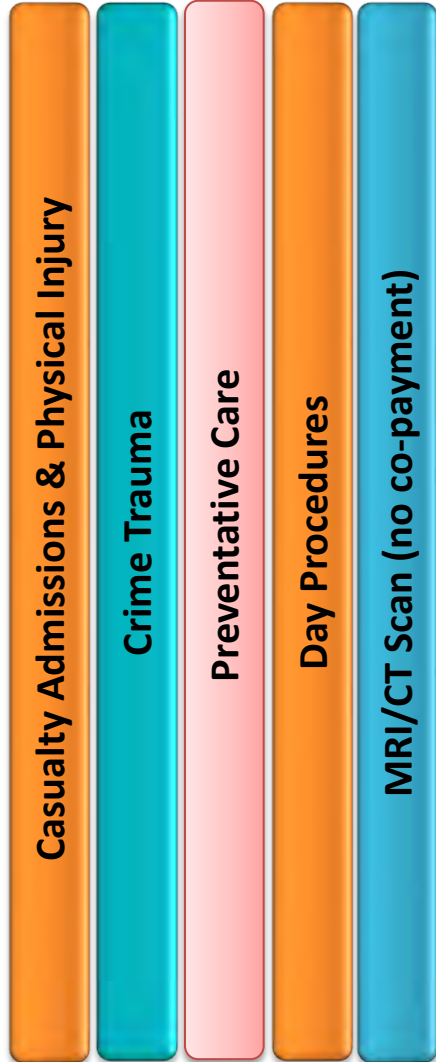 Casualty Admissions & Physical Injury
Crime Trauma
Preventative Care
Day Procedures
MRI/CT Scan (no co-payment)